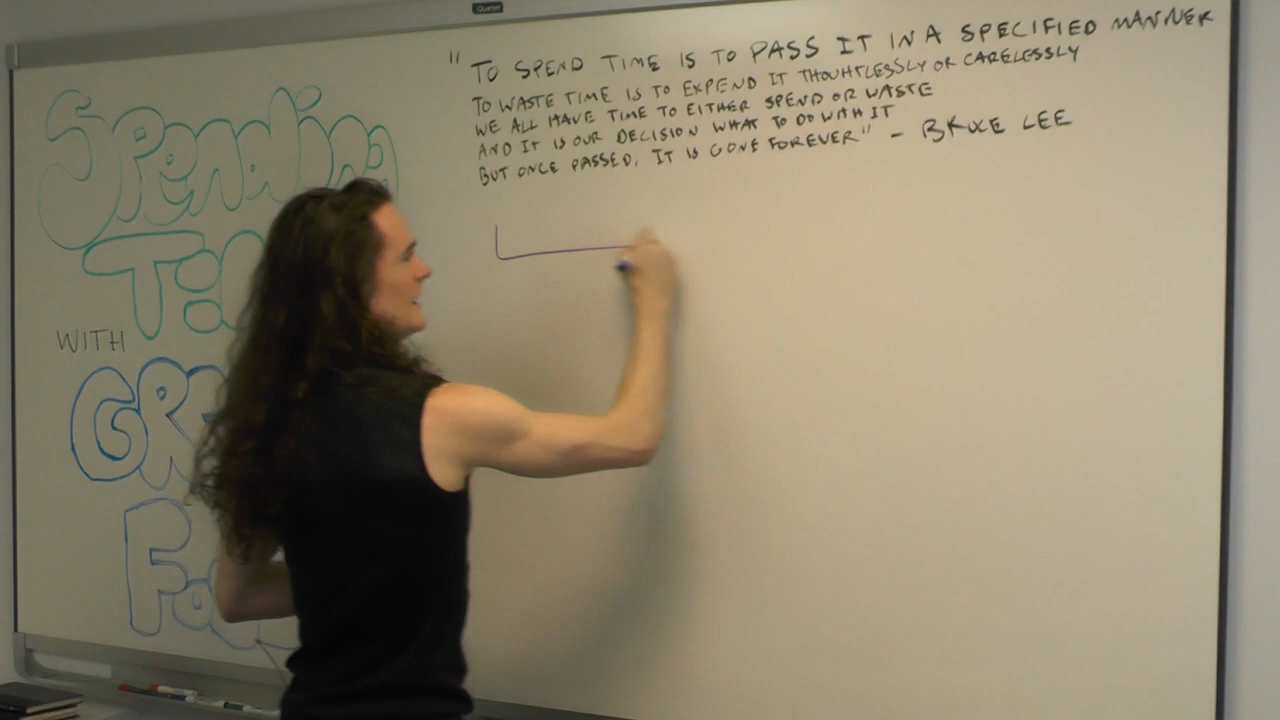 Quartet
Spending
" TO SPEND TIME IS TO PASS IT IN A SPECIFIED MANNER
TO WASTE TIME IS TO EXPEND IT THOUHTLESSLY OR CARELESSLY
WE ALL HAVE TIME TO EITHER SPEND OR WASTE
AND IT IS OUR DECISION WHAT TO DO WITH IT
BUT ONCE PASSED, IT IS GONE FOREVER" - BRUCE LEE
WITH